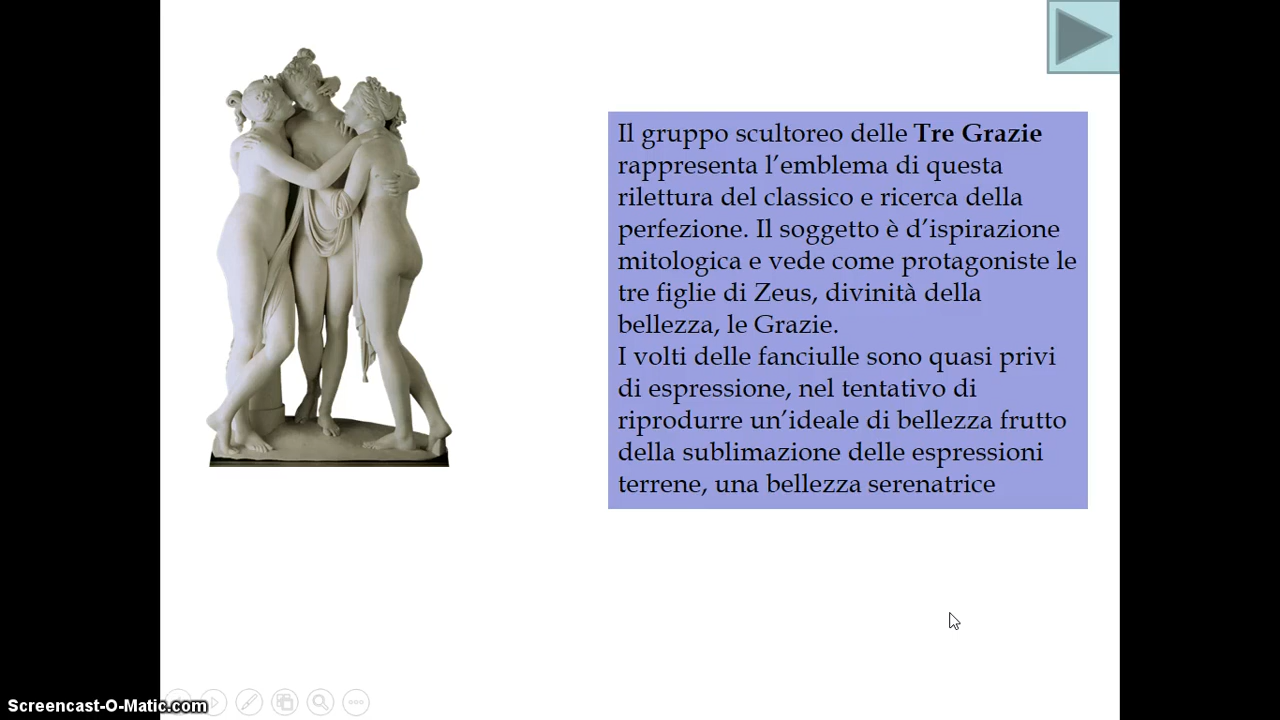 Il gruppo scultoreo delle Tre Grazie
rappresenta l’emblema di questa
rilettura del classico e ricerca della
perfezione. Il soggetto è d’ispirazione
mitologica e vede come protagoniste le
tre figlie di Zeus, divinità della
bellezza, le Grazie.
I volti delle fanciulle sono quasi privi
di espressione, nel tentativo di
riprodurre un’ideale di bellezza frutto
della sublimazione delle espressioni
terrene, una bellezza serenatrice
Screencast-O-Matic.com